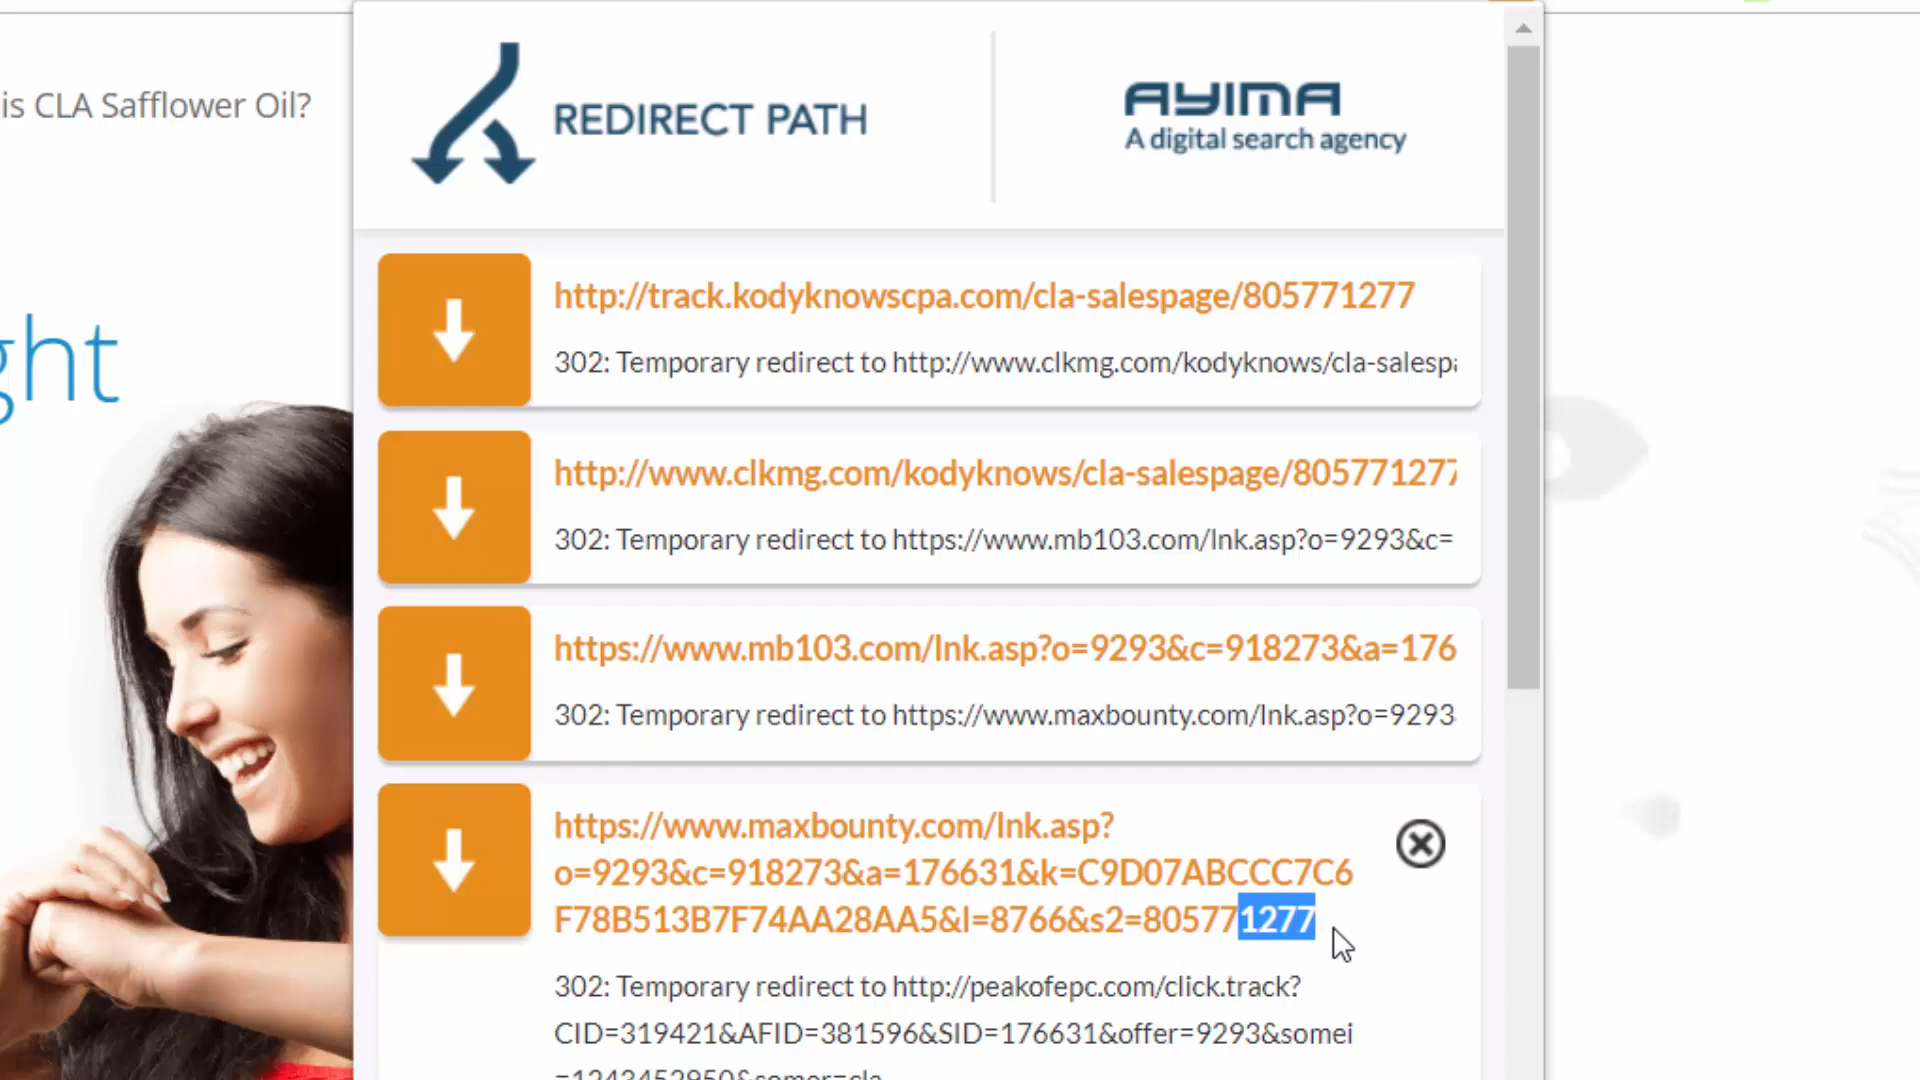 is CLA Safflower Oil?
ght
REDIRECT PATH
AYIMA
A digital search agency
http://track.kodyknowscpa.com/cla-salespage/805771277
302: Temporary redirect to http://www.clkmg.com/kodyknows/cla-salespa
http://www.clkmg.com/kodyknows/cla-salespage/805771277
302: Temporary redirect to https://www.mb103.com/lnk.asp?o=9293&c=
https://www.mb103.com/lnk.asp?o=9293&c=918273&a=176
302: Temporary redirect to https://www.maxbounty.com/lnk.asp?o=9293
https://www.maxbounty.com/lnk.asp?
o=9293&c=918273&a=176631&k=C9D07ABCCC7C6
F78B513B7F74AA28AA5&l=8766&s2=805771277
302: Temporary redirect to http://peakofepc.com/click.track?
CID=319421&AFID=381596&SID=176631&offer=9293&somei